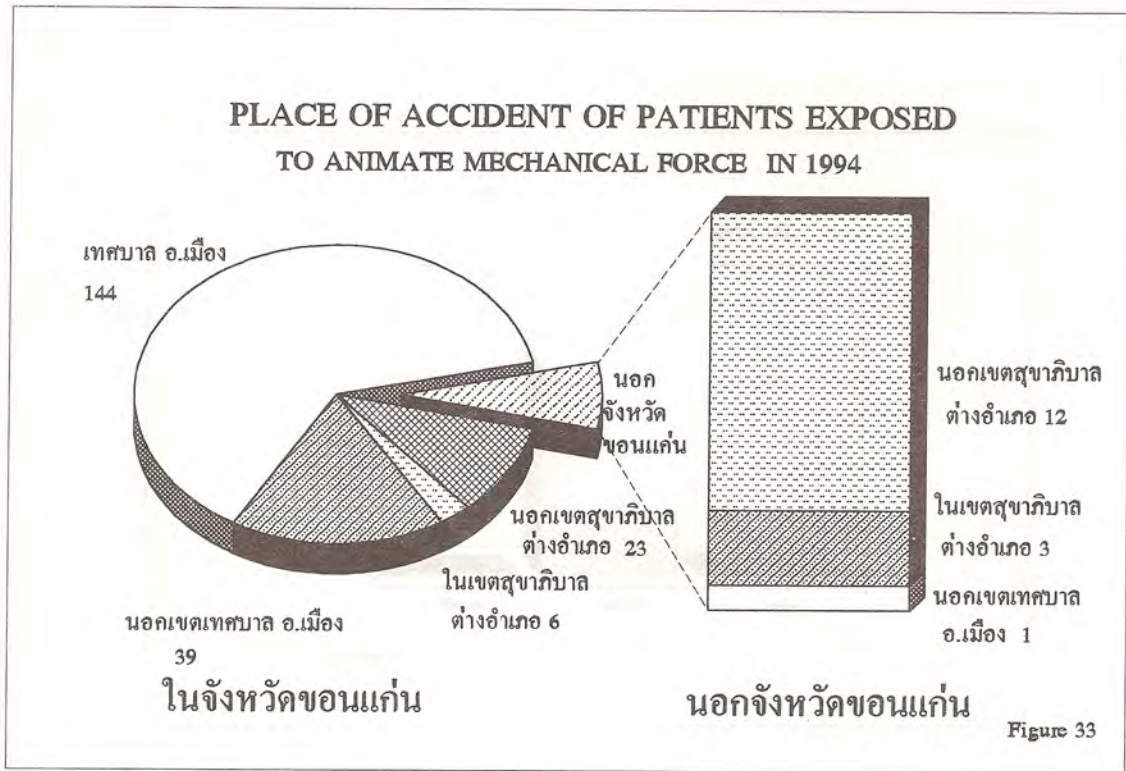 PLACE OF ACCIDENT OF PATIENTS EXPOSED
TO ANIMATE MECHANICAL FORCE IN 1994
เทศบาล อ.เมือง
144
นอก
จังหวัด
ขอนแก่น
นอกเขตสุขาภิบาล
ต่างอำเภอ 23
ในเขตสุขาภิบาล
ต่างอำเภอ 6
นอกเขตเทศบาล อ.เมือง
39
ในจังหวัดขอนแก่น
นอกเขตสุขาภิบาล
ต่างอำเภอ 12
ในเขตสุขาภิบาล
ต่างอำเภอ 3
นอกเขตเทศบาล
อ.เมือง 1
นอกจังหวัดขอนแก่น
Figure 33